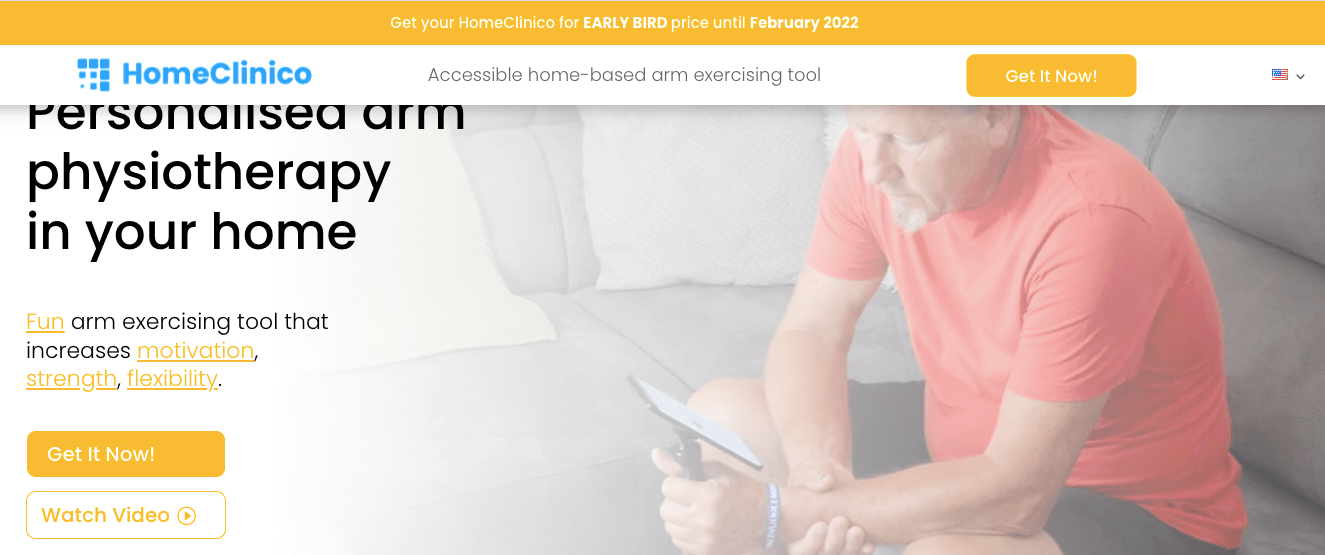 Get your HomeClinico for EARLY BIRD price until February 2022
HomeClinico
Accessible home-based arm exercising tool
Get It Now!
Personalised arm
physiotherapy
in your home
Fun arm exercising tool that
increases motivation,
strength, flexibility.
Get It Now!
Watch Video